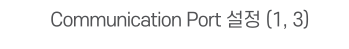 Communication Port 설정 (1, 3)